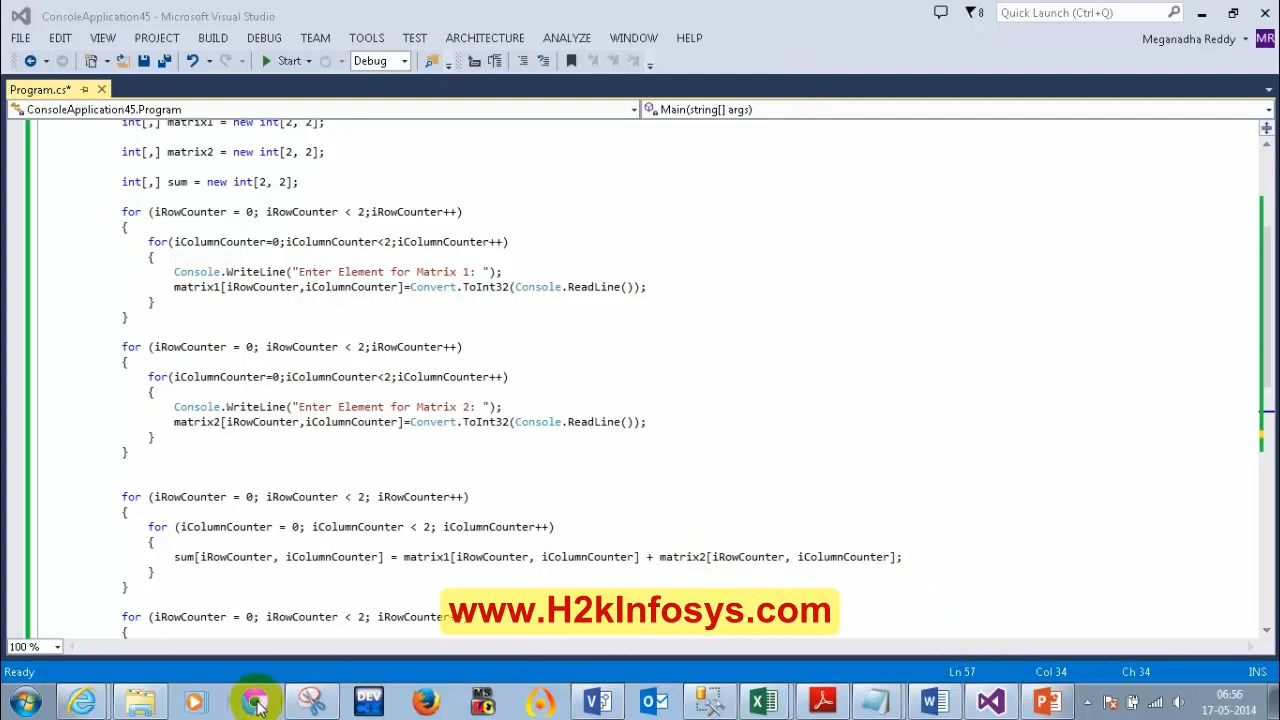 ConsoleApplication45 - Microsoft Visual Studio
8
Quick Launch (Ctrl+Q)
FILE EDIT VIEW PROJECT BUILD DEBUG TEAM TOOLS TEST ARCHITECTURE ANALYZE WINDOW HELP
Meganadha Reddy
MR
Start
Debug
Program.cs*
ConsoleApplication45.Program
Main(string[] args)
int[,] matrix1 = new int[2, 2];
int[,] matrix2 = new int[2, 2];
int[,] sum = new int[2, 2];
for (iRowCounter = 0; iRowCounter < 2;iRowCounter++)
{
for(iColumnCounter=0;iColumnCounter<2;iColumnCounter++)
{
Console.WriteLine("Enter Element for Matrix 1: ");
matrix1[iRowCounter,iColumnCounter]=Convert.ToInt32(Console.ReadLine());
}
}
for (iRowCounter = 0; iRowCounter < 2;iRowCounter++)
{
for(iColumnCounter=0;iColumnCounter<2;iColumnCounter++)
{
Console.WriteLine("Enter Element for Matrix 2: ");
matrix2[iRowCounter,iColumnCounter]=Convert.ToInt32(Console.ReadLine());
}
}
for (iRowCounter = 0; iRowCounter < 2; iRowCounter++)
{
for (iColumnCounter = 0; iColumnCounter < 2; iColumnCounter++)
{
sum[iRowCounter, iColumnCounter] = matrix1[iRowCounter, iColumnCounter] + matrix2[iRowCounter, iColumnCounter];
}
}
for (iRowCounter = 0; iRowCounter < 2; iRowCounter
{
www.H2kInfosys.com
100 %
Ready
Ln 57
Col 34
Ch 34
INS
DEV
MS
06:56
17-05-2014